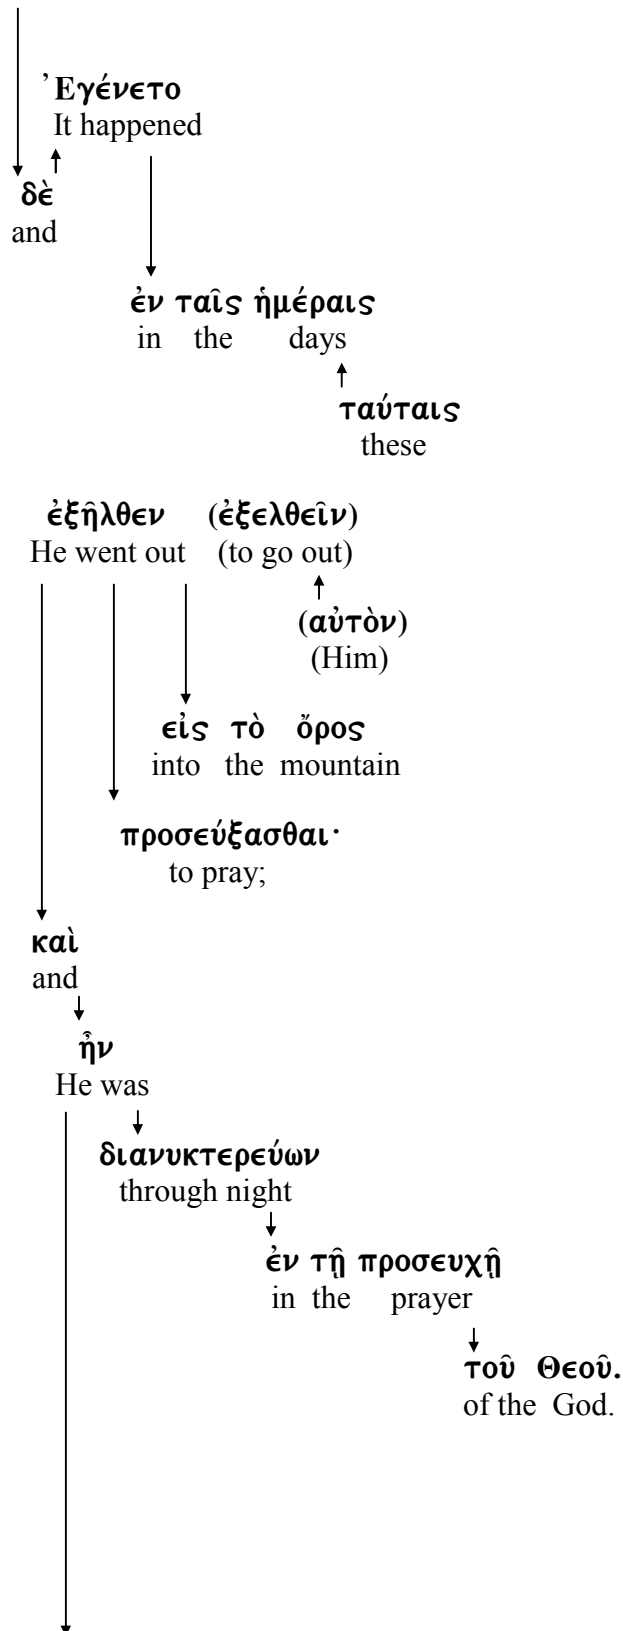 Ἐγένετο
It happened
δὲ
and
ἐν ταῖς ἡμέραις
in the days
ταύταις
these
ἐξῆλθεν (ἐξελθεῖν)
He went out (to go out)
(αὐτὸν)
(Him)
εἰς τὸ ὄρος
into the mountain
προσεύξασθαι·
to pray;
καὶ
and
ἦν
He was
διανυκτερεύων
through night
ἐν τῇ προσευχῇ
in the prayer
τοῦ Θεοῦ.
of the God.